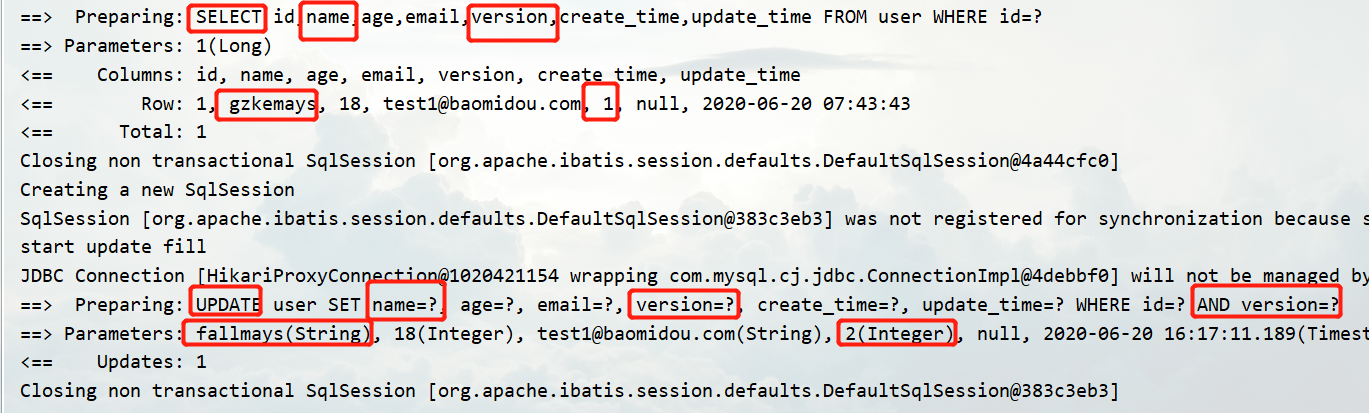 ==>  Preparing: SELECT id,name,age,email,version,create_time,update_time FROM user WHERE id=?
==> Parameters: 1(Long)
<==    Columns: id, name, age, email, version, create_time, update_time
<==        Row: 1, gzkemays, 18, test1@baomidou.com, 1, null, 2020-06-20 07:43:43
<==      Total: 1
Closing non transactional SqlSession [org.apache.ibatis.session.defaults.DefaultSqlSession@4a44cfc0]
Creating a new SqlSession
SqlSession [org.apache.ibatis.session.defaults.DefaultSqlSession@383c3eb3] was not registered for synchronization because s
start update fill
JDBC Connection [HikariProxyConnection@1020421154 wrapping com.mysql.cj.jdbc.ConnectionImpl@4debbf0] will not be managed by
==>  Preparing: UPDATE user SET name=?, age=?, email=?, version=?, create_time=?, update_time=? WHERE id=? AND version=?
==> Parameters: fallmays(String), 18(Integer), test1@baomidou.com(String), 2(Integer), null, 2020-06-20 16:17:11.189(Timest
<==    Updates: 1
Closing non transactional SqlSession [org.apache.ibatis.session.defaults.DefaultSqlSession@383c3eb3]